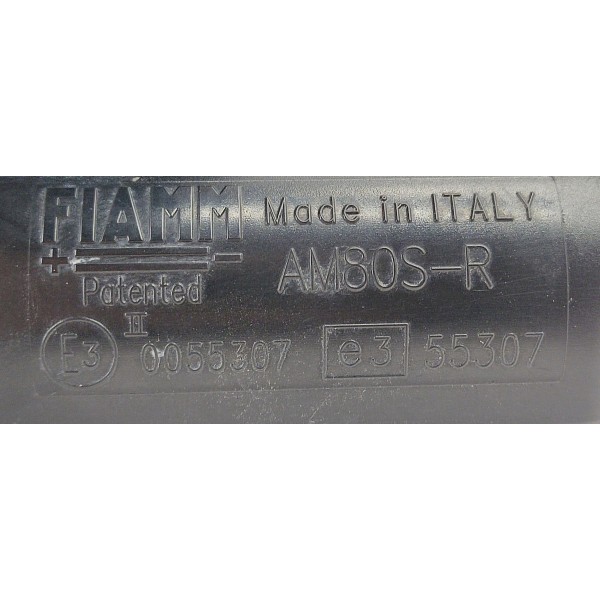 FIAMM Made in ITALY
+ -
Patented AM80S-R
E3 II 0055307 e3 55307